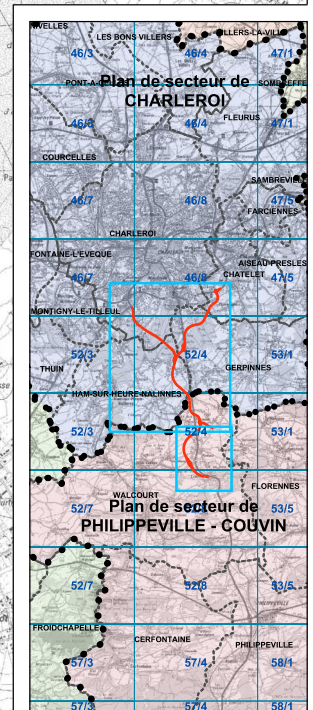 NIVELLES
LES BONS VILLERS
VILLERS-LA-VILLE
46/3 46/4 47/1
Plan de secteur de
CHARLEROI
SOMBREFFE
46/3 46/4 47/1
FLEURUS
COURCELLES
SAMBREVILLE
46/7 46/8 47/5
FARCIENNES
CHARLEROI
FONTAINE-L'EVEQUE
AISEAU-PRESLES
46/7 46/8 47/5
CHATELET
MONTIGNY-LE-TILLEUL
52/3 52/4 53/1
THUIN
GERPINNES
HAM-SUR-HEURE-NALINNES
52/3 52/4 53/1
FLORENNES
WALCOURT
Plan de secteur de
52/7 53/5
PHILIPPEVILLE - COUVIN
52/7 52/8 53/5
FROIDCHAPELLE
CERFONTAINE
PHILIPPEVILLE
57/3 57/4 58/1
57/3 57/4 58/1